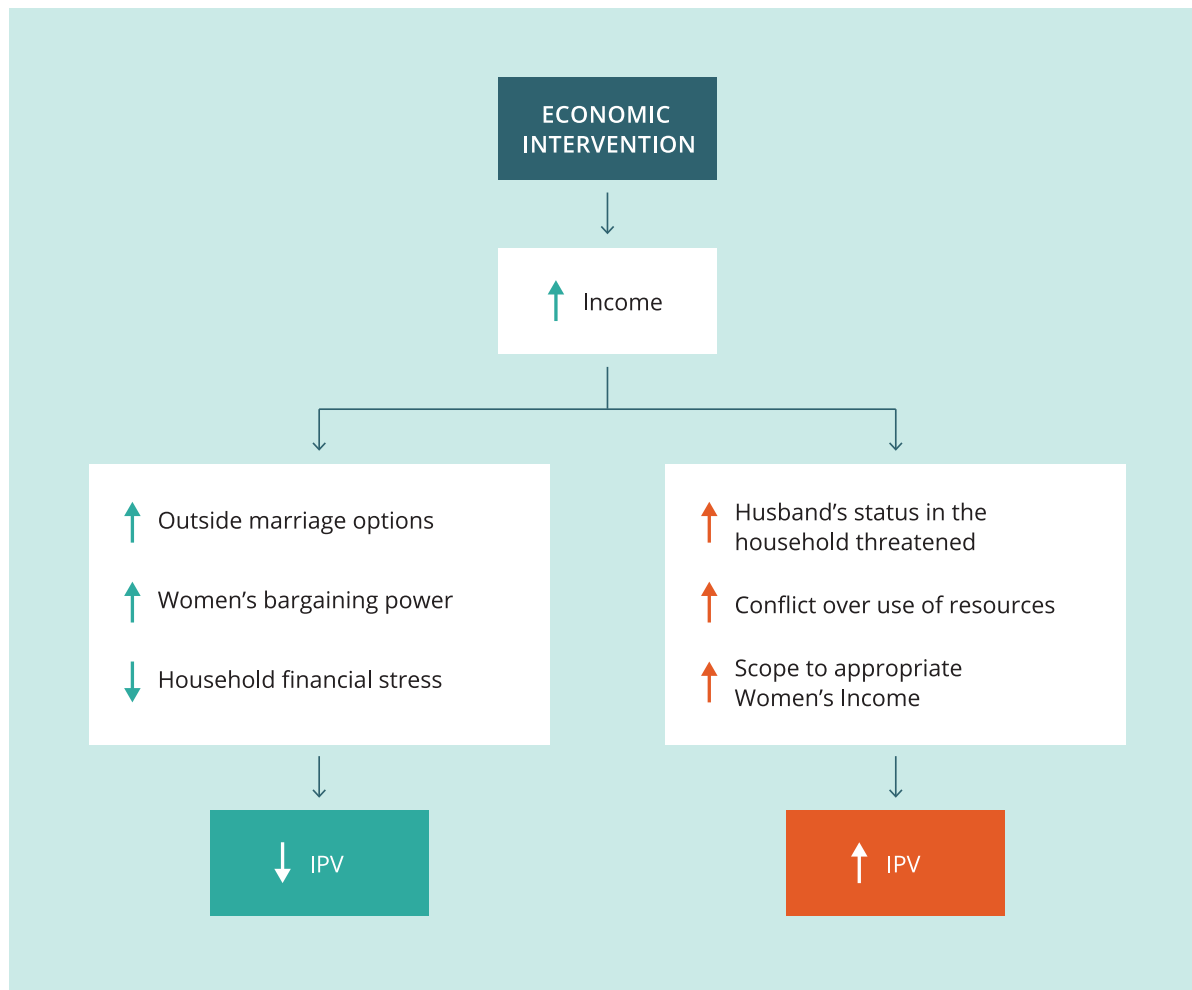 ECONOMIC
INTERVENTION
Income
Outside marriage options
Women’s bargaining power
Household financial stress
Husband’s status in the
household threatened
Conflict over use of resources
Scope to appropriate
Women’s Income
IPV
IPV